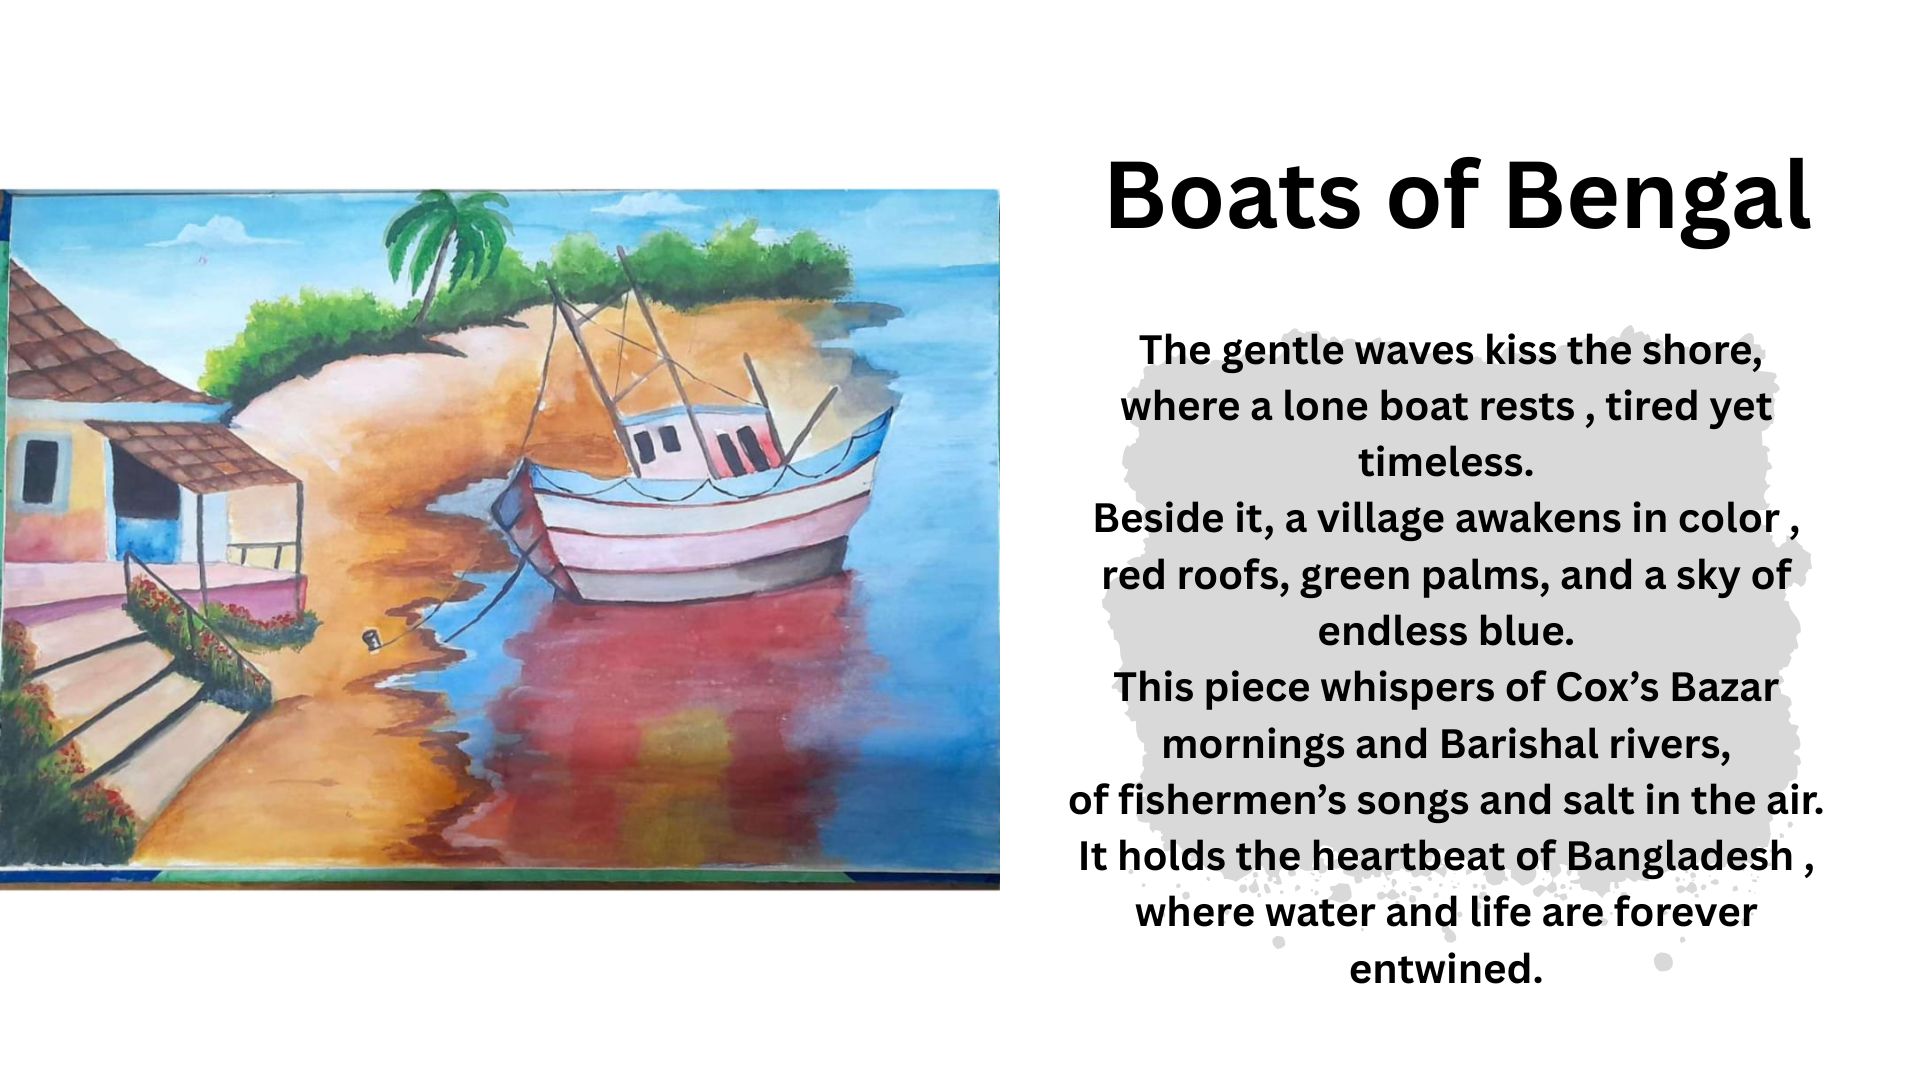 Boats of Bengal
The gentle waves kiss the shore,
where a lone boat rests , tired yet
timeless.
Beside it, a village awakens in color ,
red roofs, green palms, and a sky of
endless blue.
This piece whispers of Cox’s Bazar
mornings and Barishal rivers,
of fishermen’s songs and salt in the air.
It holds the heartbeat of Bangladesh ,
where water and life are forever
entwined.